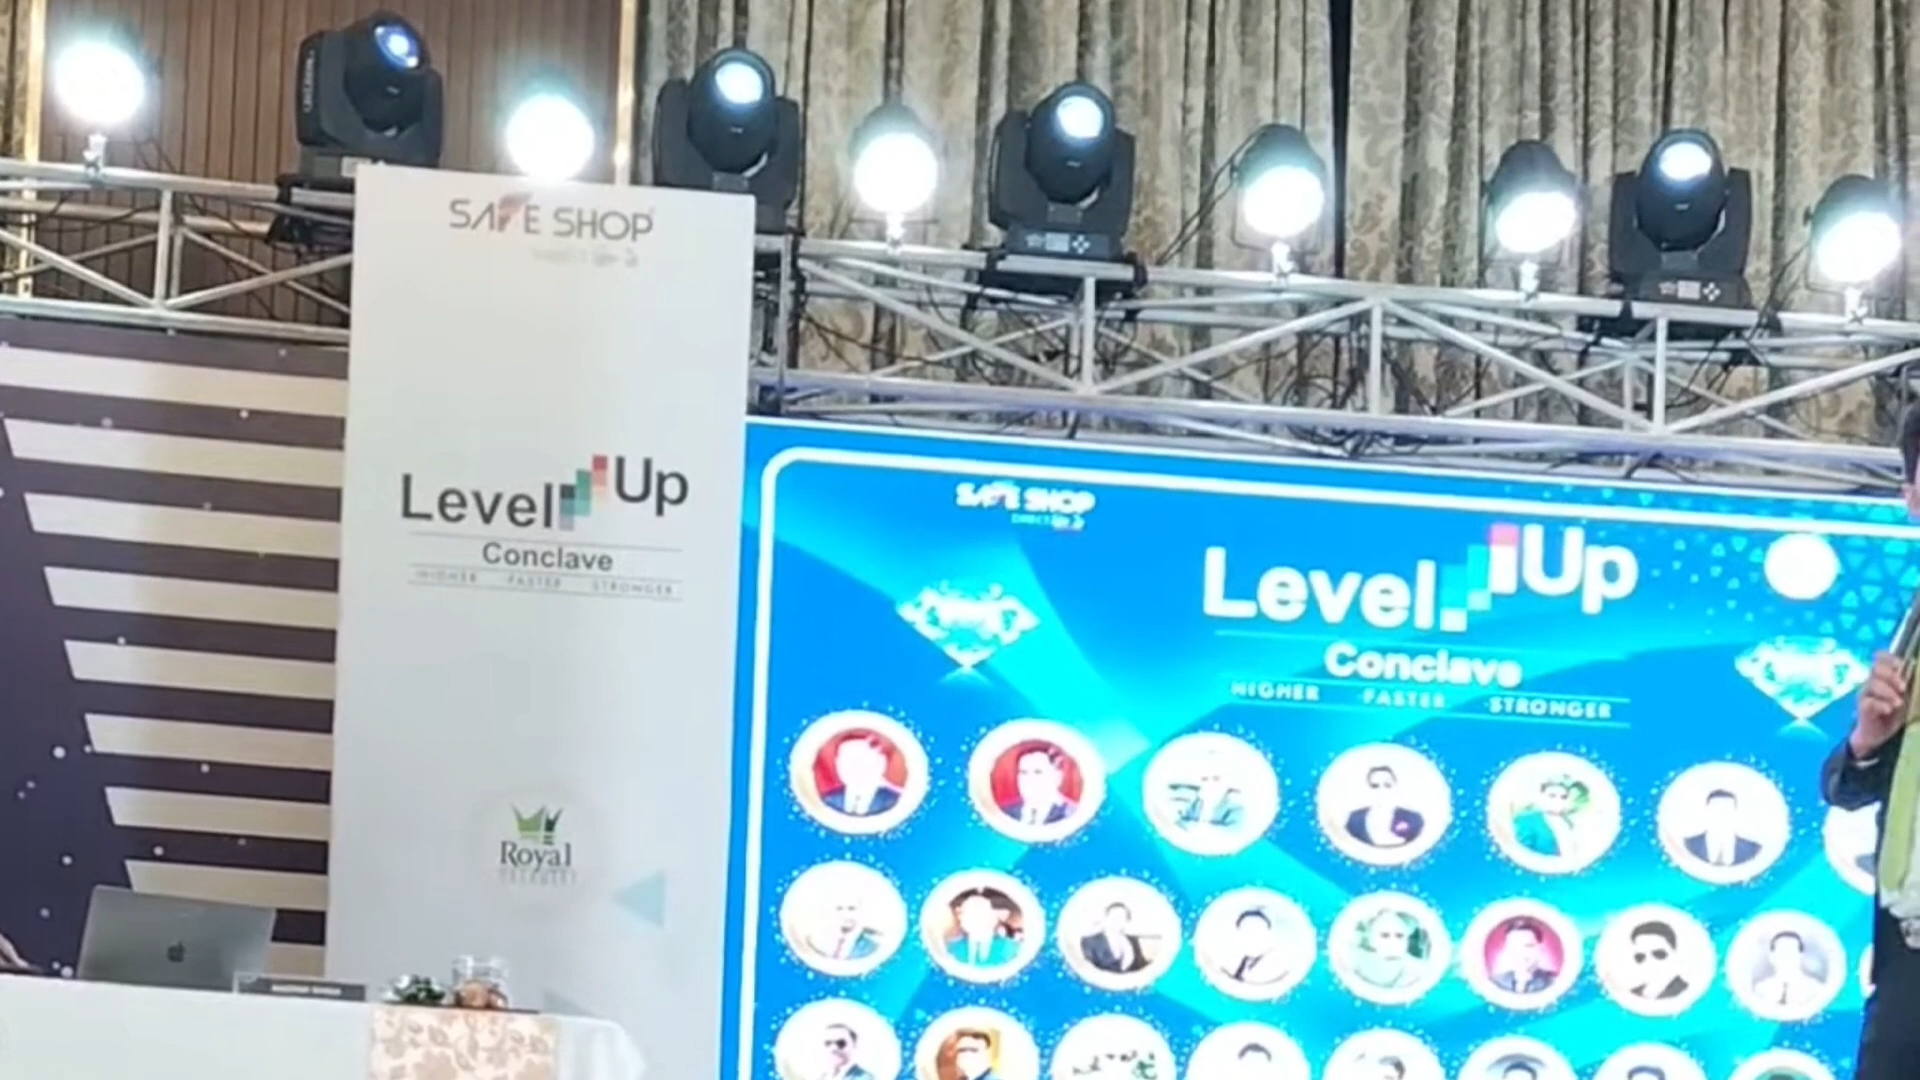 SAFE SHOP
Level Up
Conclave
HIGHER FASTER STRONGER
Royal
SAFE SHOP
Level Up
Conclave
HIGHER FASTER STRONGER